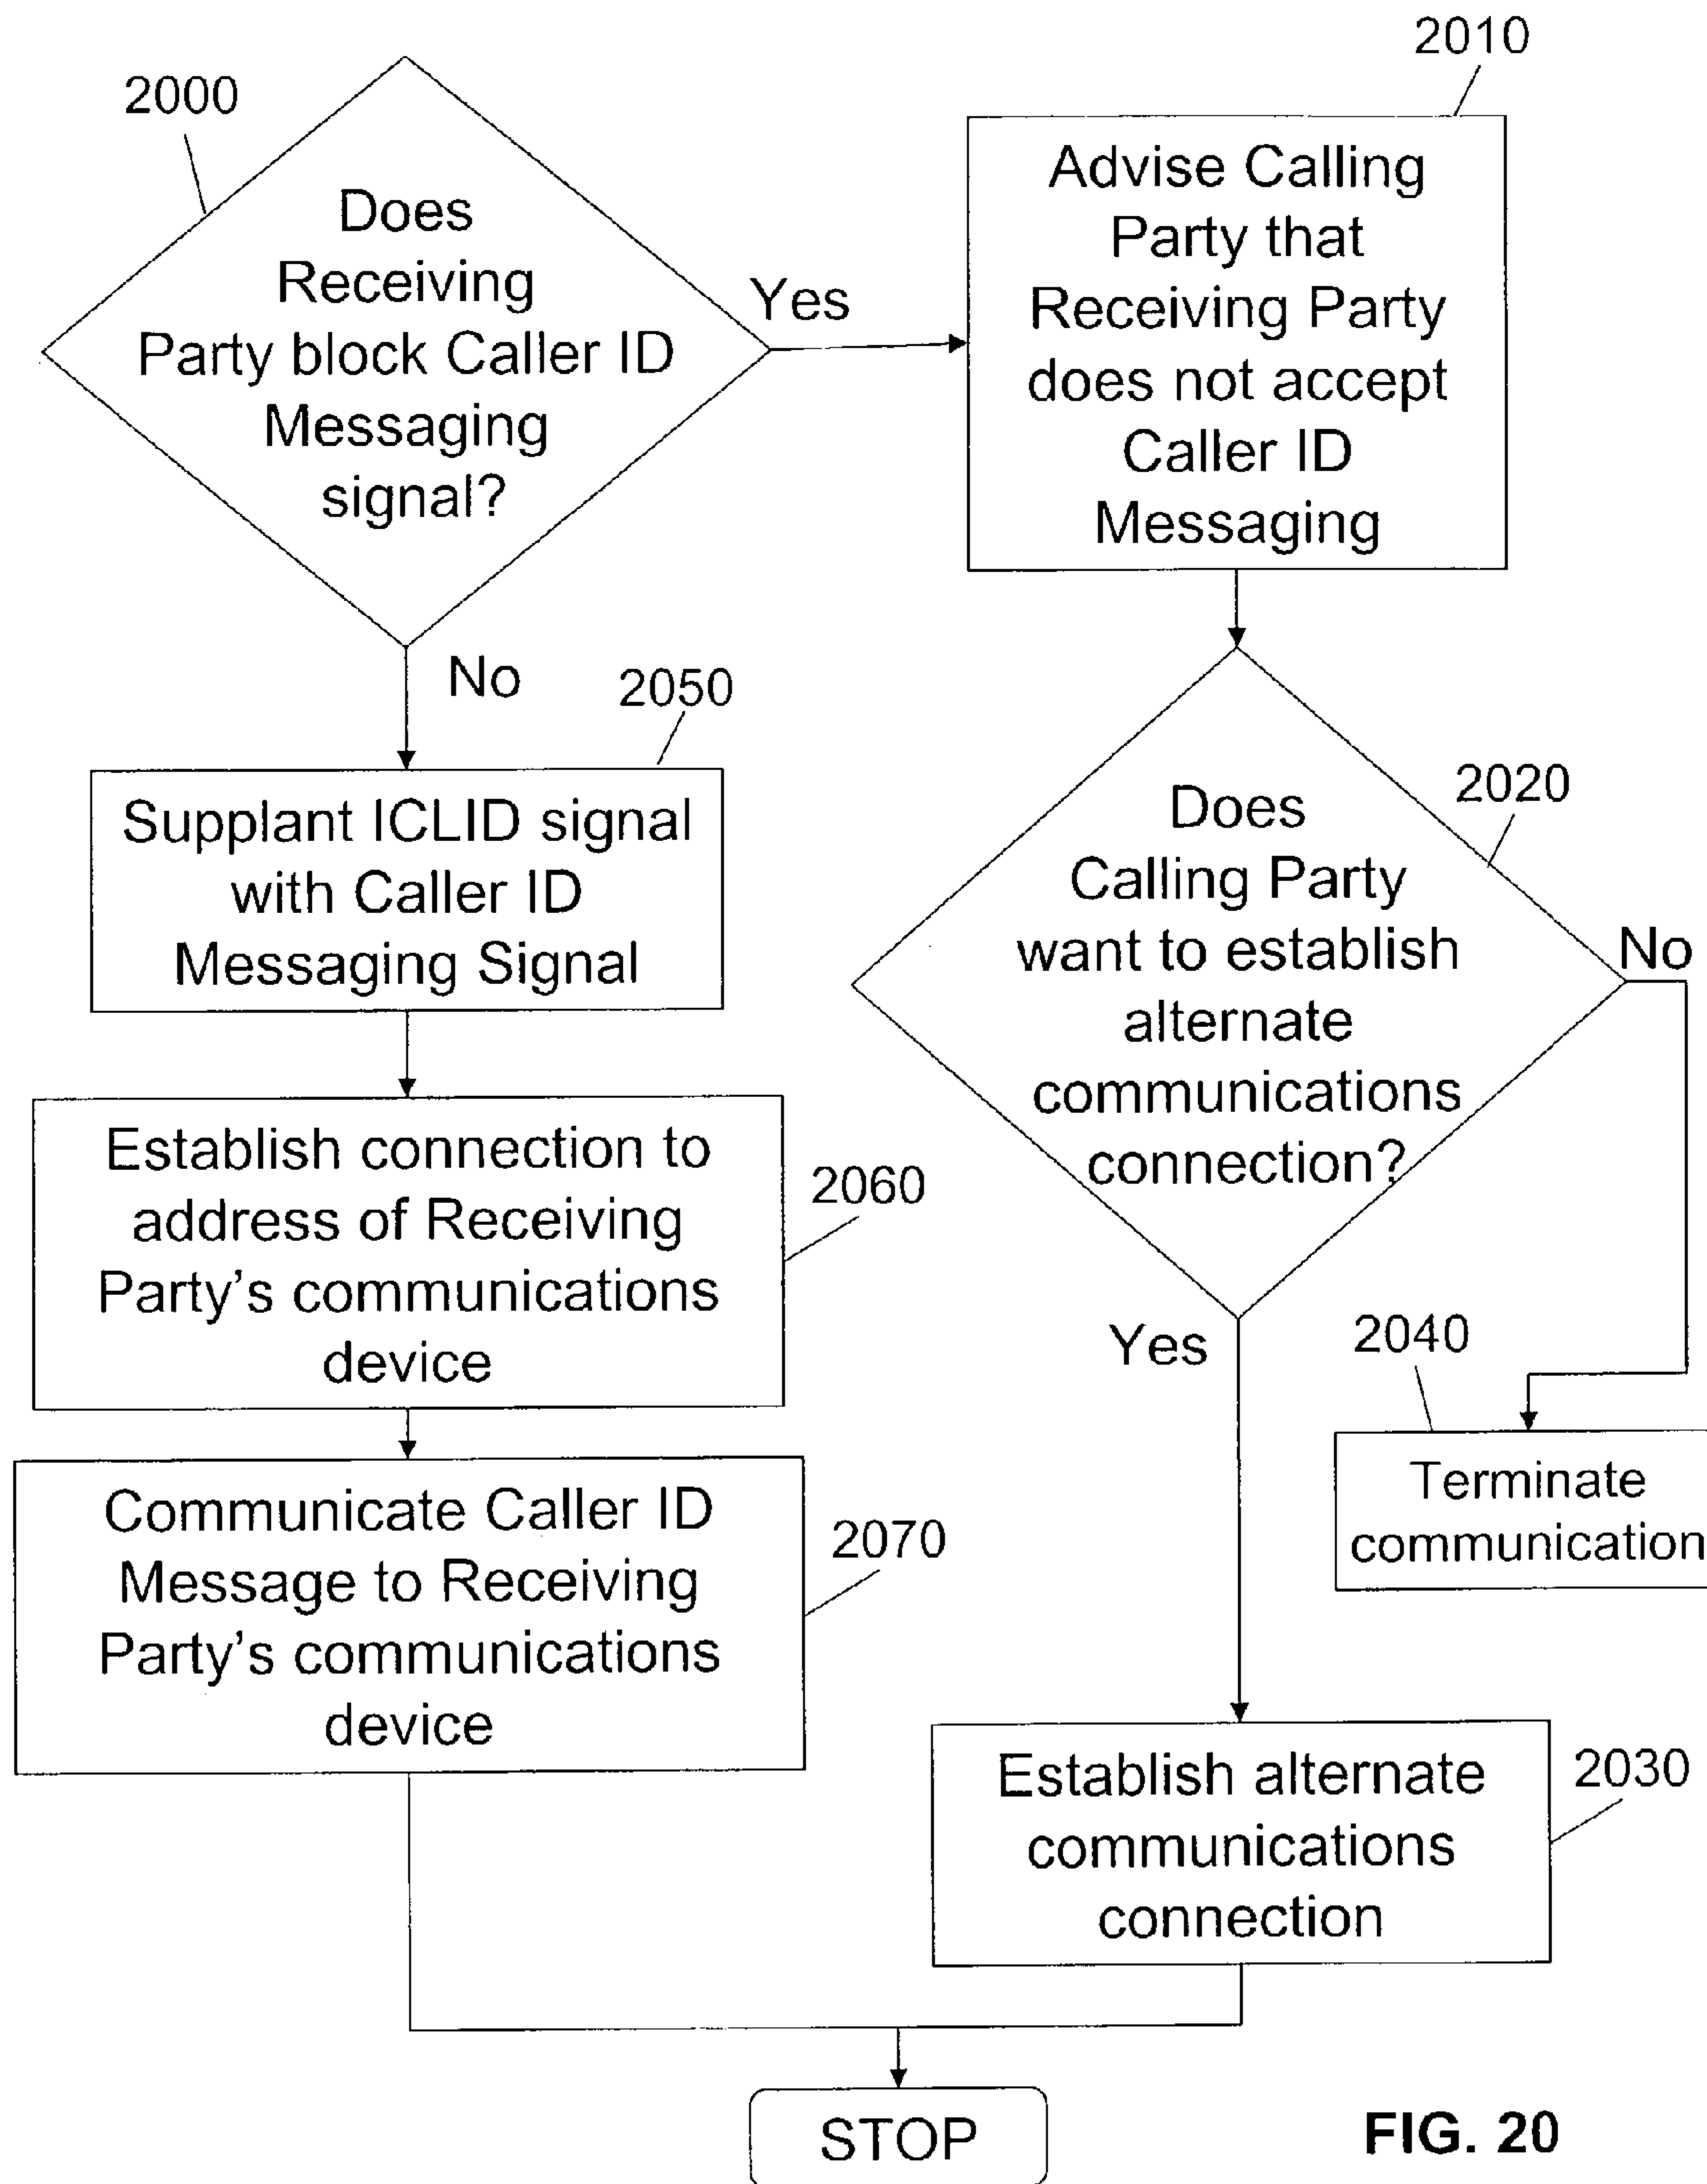 2000
Does
Receiving
Party block Caller ID
Messaging
signal?
Yes
No
2010
Advise Calling
Party that
Receiving Party
does not accept
Caller ID
Messaging
2050
Supplant ICLID signal
with Caller ID
Messaging Signal
2020
Does
Calling Party
want to establish
alternate
communications
connection?
No
Yes
2060
Establish connection to
address of Receiving
Party's communications
device
2040
Terminate
communication
2070
Communicate Caller ID
Message to Receiving
Party's communications
device
2030
Establish alternate
communications
connection
STOP
FIG. 20